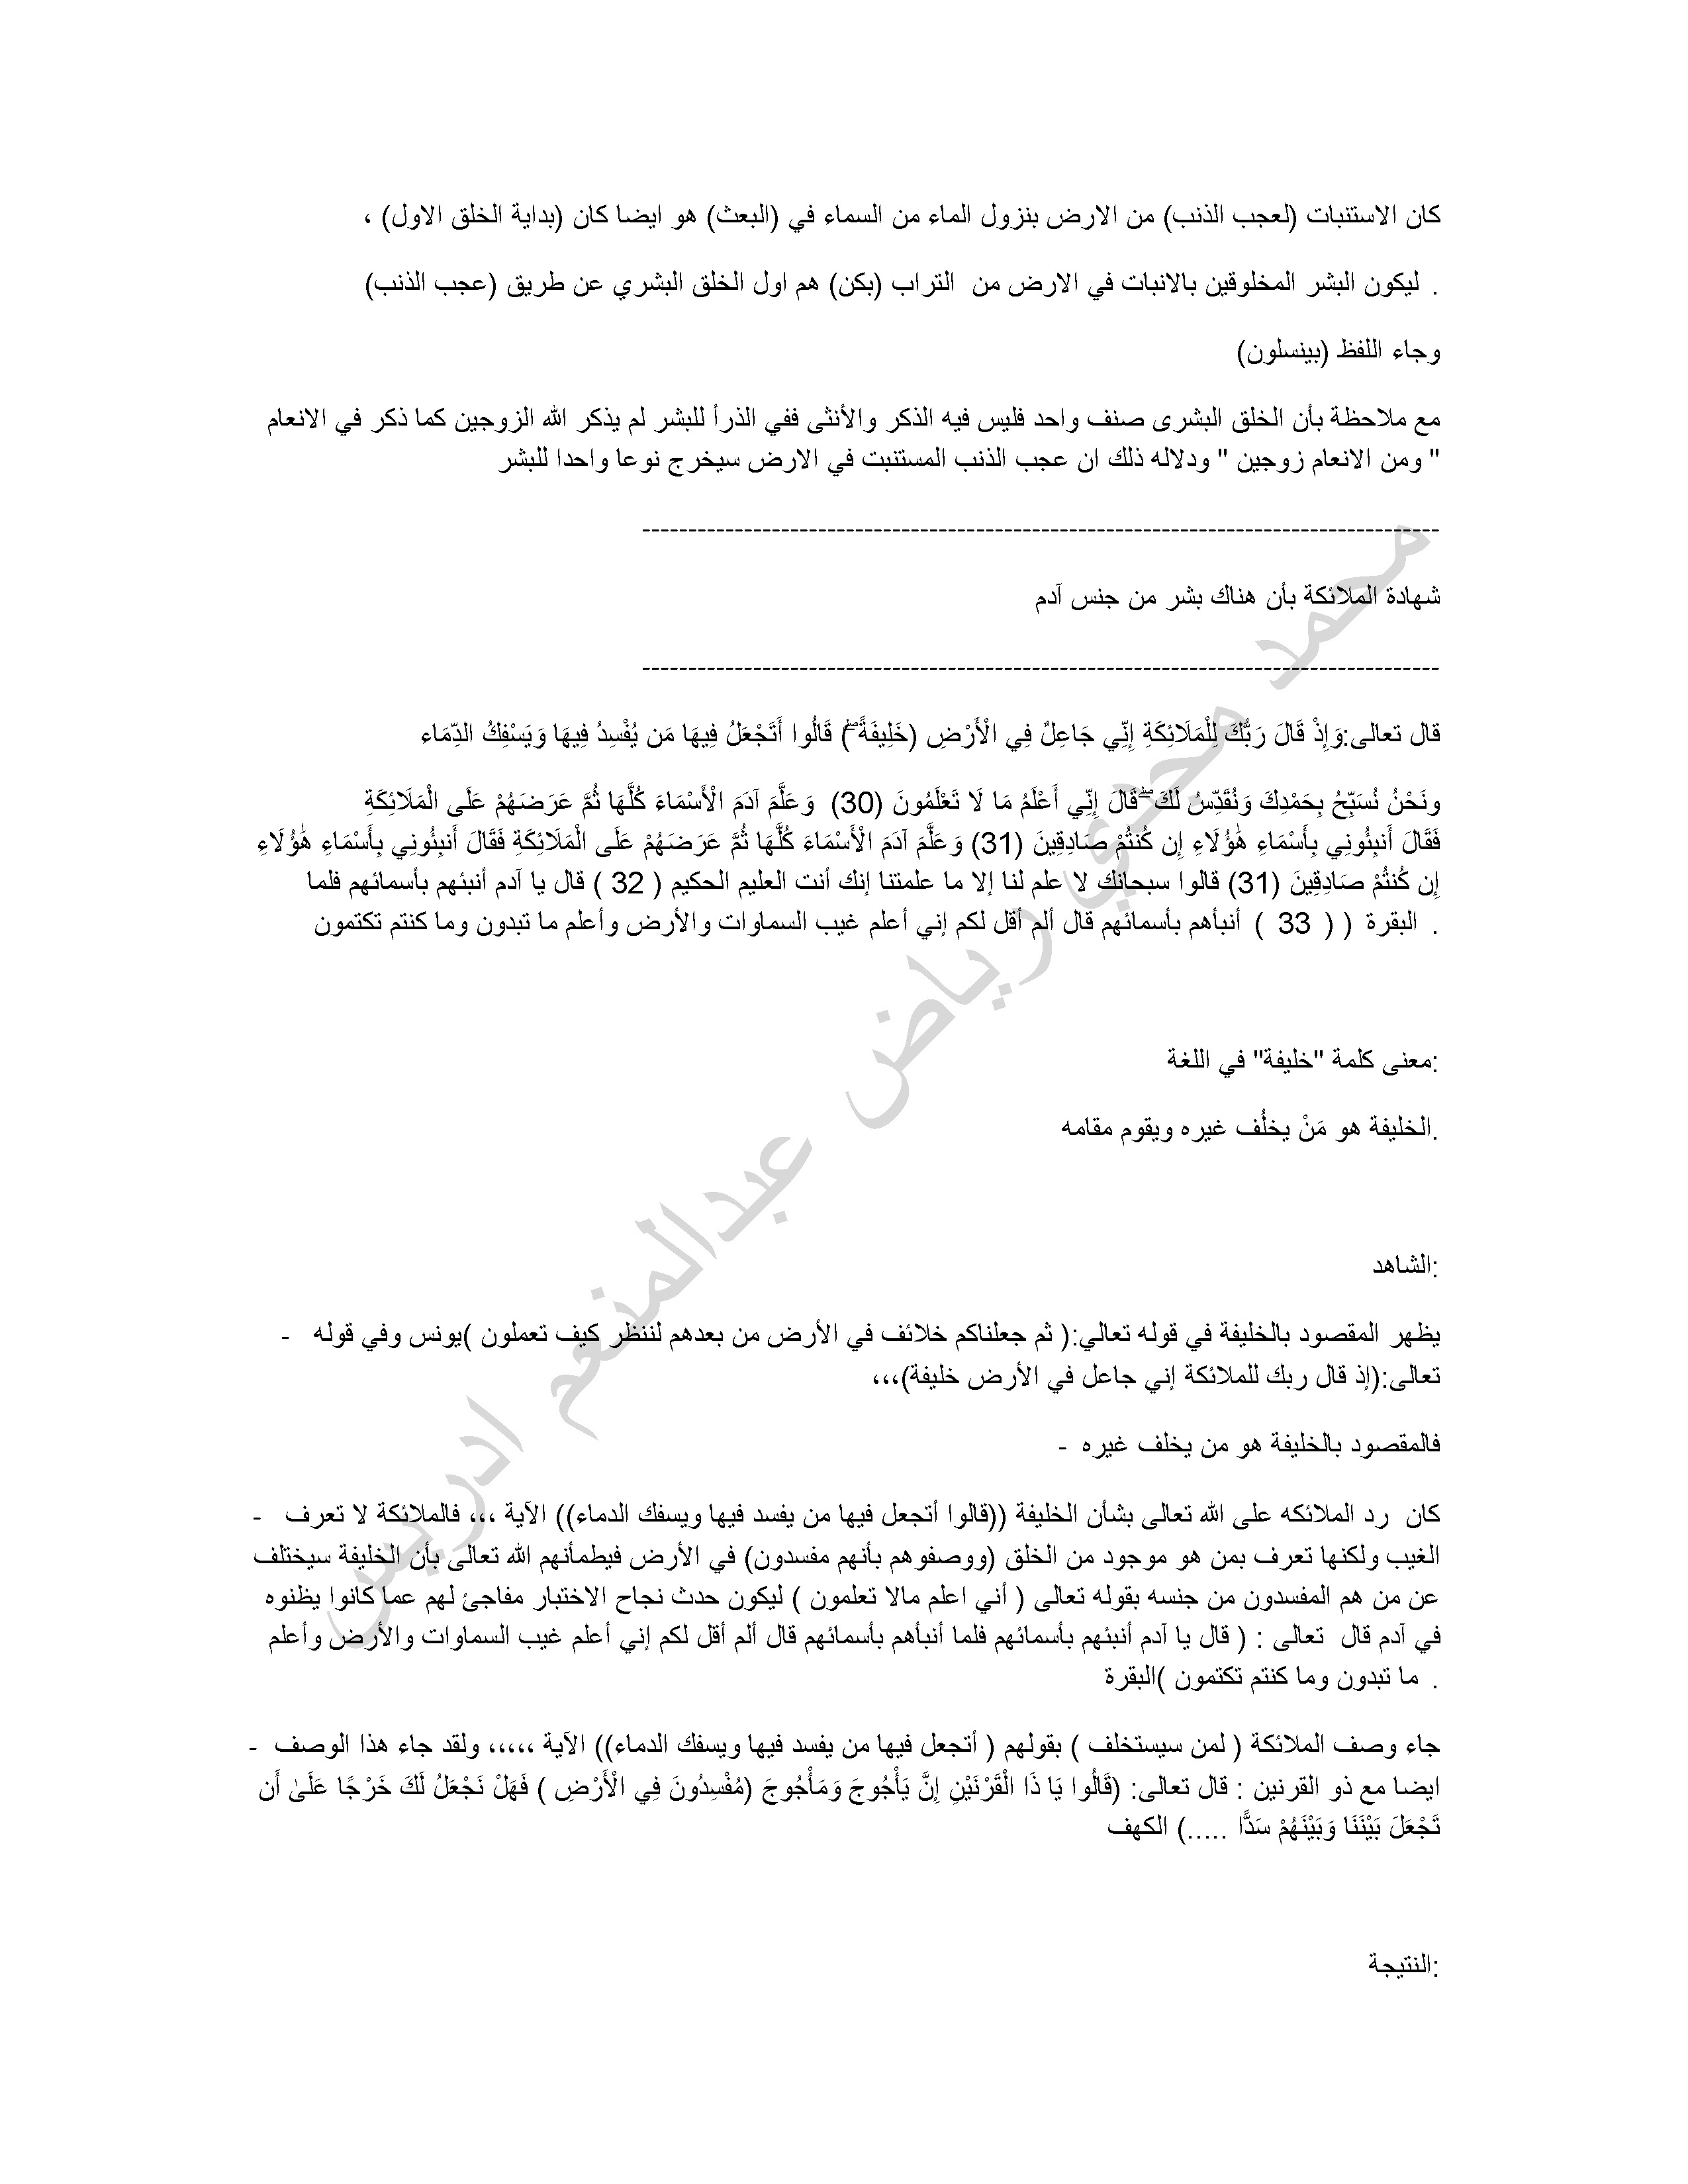 كان الاستنبات (لعجب الذنب) من الارض بنزول الماء من السماء في (البعث) هو ايضا كان (بداية الخلق الاول) ،
. ليكون البشر المخلوقين بالانبات في الارض من التراب (بكن) هم اول الخلق البشري عن طريق (عجب الذنب)
وجاء اللفظ (بينسلون)
مع ملاحظة بأن الخلق البشرى صنف واحد فليس فيه الذكر والأنثى ففي الذرأ للبشر لم يذكر الله الزوجين كما ذكر في الانعام
" ومن الانعام زوجين " ودلاله ذلك ان عجب الذنب المستنبت في الارض سيخرج نوعا واحدا للبشر
---------------------------------------------------------------------------------------
شهادة الملائكة بأن هناك بشر من جنس آدم
---------------------------------------------------------------------------------------
قال تعالى:وَإِذْ قَالَ رَبُّكَ لِلْمَلَائِكَةِ إِنِّي جَاعِلٌ فِي الْأَرْضِ (خَلِيفَةً ۖ) قَالُوا أَتَجْعَلُ فِيهَا مَن يُفْسِدُ فِيهَا وَيَسْفِكُ الدِّمَاء
ونَحْنُ نُسَبِّحُ بِحَمْدِكَ وَنُقَدِّسُ لَكَ ۖ قَالَ إِنِّي أَعْلَمُ مَا لَا تَعْلَمُونَ (30) وَعَلَّمَ آدَمَ الْأَسْمَاءَ كُلَّهَا ثُمَّ عَرَضَهُمْ عَلَى الْمَلَائِكَةِ
فَقَالَ أَنبِئُونِي بِأَسْمَاءِ هَٰؤُلَاءِ إِن كُنتُمْ صَادِقِينَ (31) وَعَلَّمَ آدَمَ الْأَسْمَاءَ كُلَّهَا ثُمَّ عَرَضَهُمْ عَلَى الْمَلَائِكَةِ فَقَالَ أَنبِئُونِي بِأَسْمَاءِ هَٰؤُلَاءِ
إِن كُنتُمْ صَادِقِينَ (31) قالوا سبحانك لا علم لنا إلا ما علمتنا إنك أنت العليم الحكيم ( 32 ) قال يا آدم أنبئهم بأسمائهم فلما
. البقرة ( ( 33 ) أنبأهم بأسمائهم قال ألم أقل لكم إني أعلم غيب السماوات والأرض وأعلم ما تبدون وما كنتم تكتمون
:معنى كلمة "خليفة" في اللغة
.الخليفة هو مَنْ يخلُف غيره ويقوم مقامه
:الشاهد
يظهر المقصود بالخليفة في قوله تعالي:( ثم جعلناكم خلائف في الأرض من بعدهم لننظر كيف تعملون )يونس وفي قوله -
تعالى:(إذ قال ربك للملائكة إني جاعل في الأرض خليفة)،،،
فالمقصود بالخليفة هو من يخلف غيره -
كان رد الملائكه على الله تعالى بشأن الخليفة ((قالوا أتجعل فيها من يفسد فيها ويسفك الدماء)) الآية ،،، فالملائكة لا تعرف -
الغيب ولكنها تعرف بمن هو موجود من الخلق (ووصفوهم بأنهم مفسدون) في الأرض فيطمأنهم الله تعالى بأن الخليفة سيختلف
عن من هم المفسدون من جنسه بقوله تعالى ( أني اعلم مالا تعلمون ) ليكون حدث نجاح الاختبار مفاجئ لهم عما كانوا يظنوه
في آدم قال تعالى : ( قال يا آدم أنبئهم بأسمائهم فلما أنبأهم بأسمائهم قال ألم أقل لكم إني أعلم غيب السماوات والأرض وأعلم
. ما تبدون وما كنتم تكتمون )البقرة
جاء وصف الملائكة ( لمن سيستخلف ) بقولهم ( أتجعل فيها من يفسد فيها ويسفك الدماء)) الآية ،،،،، ولقد جاء هذا الوصف -
ايضا مع ذو القرنين : قال تعالى: (قَالُوا يَا ذَا الْقَرْنَيْنِ إِنَّ يَأْجُوجَ وَمَأْجُوجَ (مُفْسِدُونَ فِي الْأَرْضِ ) فَهَلْ نَجْعَلُ لَكَ خَرْجًا عَلَىٰ أَن
تَجْعَلَ بَيْنَنَا وَبَيْنَهُمْ سَدًّا .....) الكهف
:النتيجة
محمد مجدي رياض عبدالمنعم ادريس